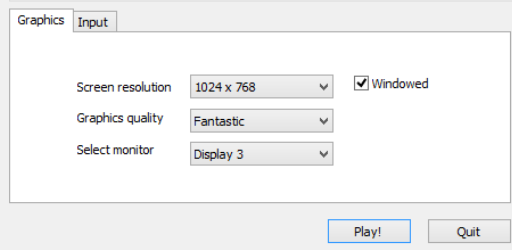 Graphics Input
Screen resolution 1024 x 768 Windowed
Graphics quality Fantastic
Select monitor Display 3
Play! Quit